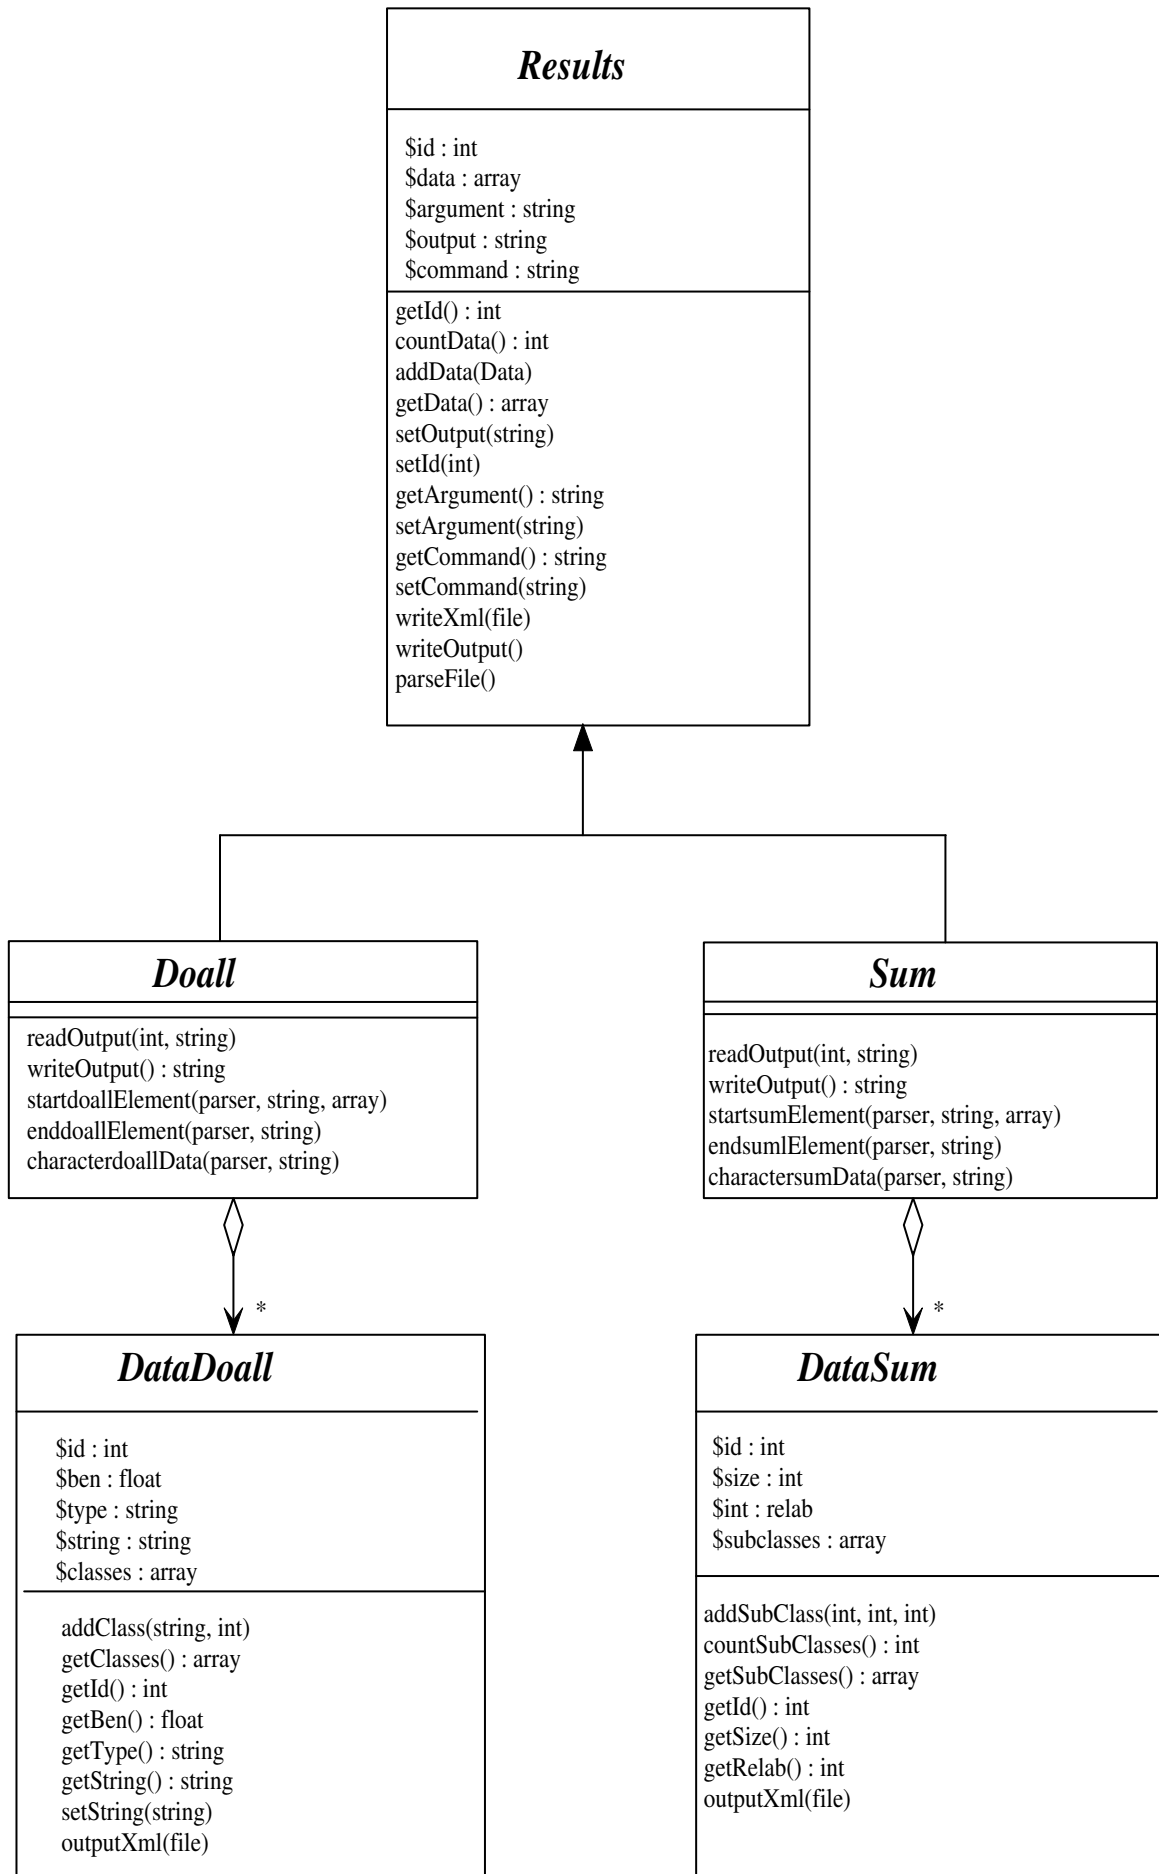 Results
$id : int
$data : array
$argument : string
$output : string
$command : string
getId() : int
countData() : int
addData(Data)
getData() : array
setOutput(string)
setId(int)
getArgument() : string
setArgument(string)
getCommand() : string
setCommand(string)
writeXml(file)
writeOutput()
parseFile()
Doall
readOutput(int, string)
writeOutput() : string
startdoallElement(parser, string, array)
enddoallElement(parser, string)
characterdoallData(parser, string)
Sum
readOutput(int, string)
writeOutput() : string
startsumElement(parser, string, array)
endsumlElement(parser, string)
charactersumData(parser, string)
*
*
DataDoall
$id : int
$ben : float
$type : string
$string : string
$classes : array
addClass(string, int)
getClasses() : array
getId() : int
getBen() : float
getType() : string
getString() : string
setString(string)
outputXml(file)
DataSum
$id : int
$size : int
$int : relab
$subclasses : array
addSubClass(int, int, int)
countSubClasses() : int
getSubClasses() : array
getId() : int
getSize() : int
getRelab() : int
outputXml(file)